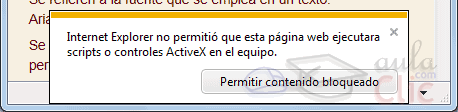 Se refieren a la fuente que se emplea en un texto.
Aria
Internet Explorer no permitió que esta página web ejecutara
scripts o controles ActiveX en el equipo.
Se
per
Permitir contenido bloqueado
aula
Clic
.com